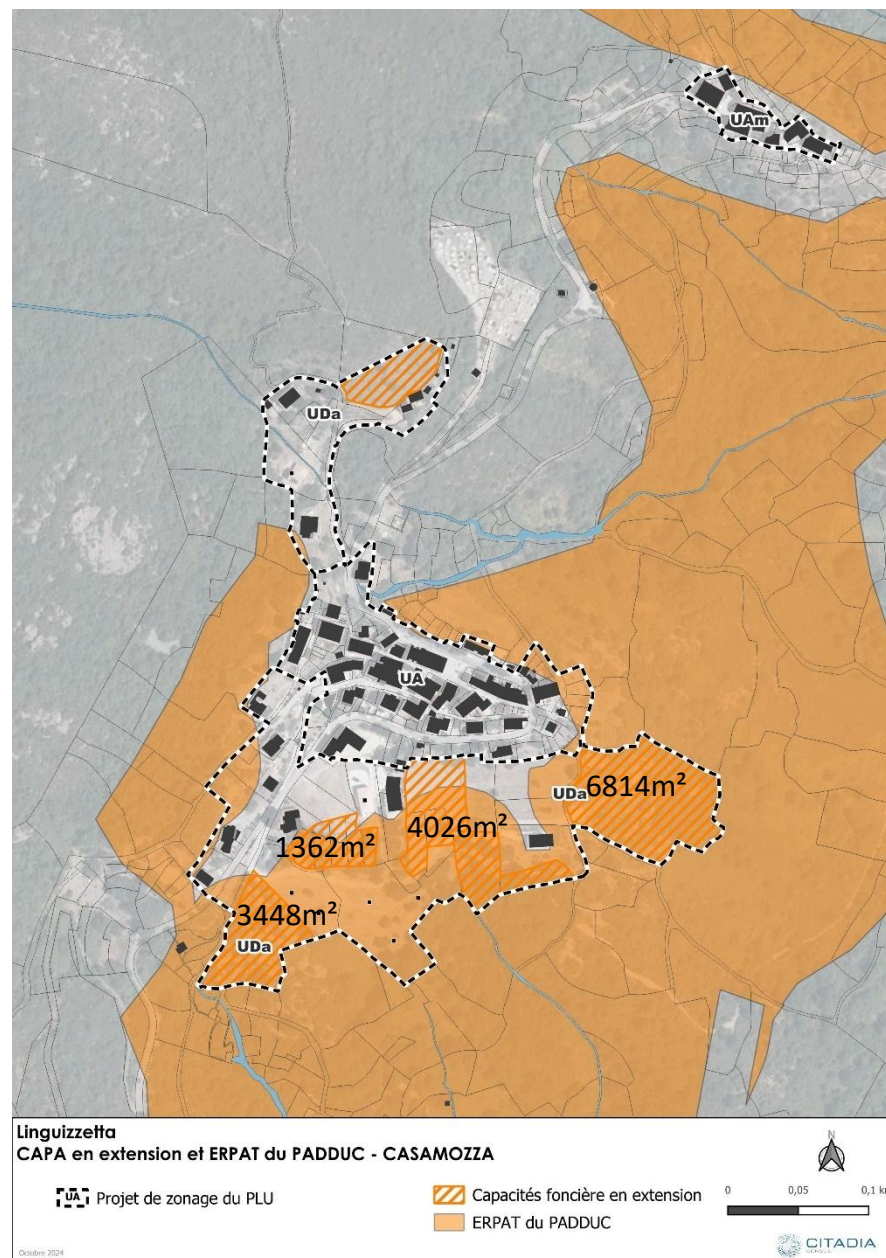 UAm
UDa
UA
UDa 6814m²
4026m²
1362m²
3448m²
UDa
Linguizzetta
CAPA en extension et ERPAT du PADDUC - CASAMOZZA
N
UA Projet de zonage du PLU
Capacités foncière en extension
ERPAT du PADDUC
0 0,05 0,1 k
Octobre 2024
CITADIA
CONSEIL